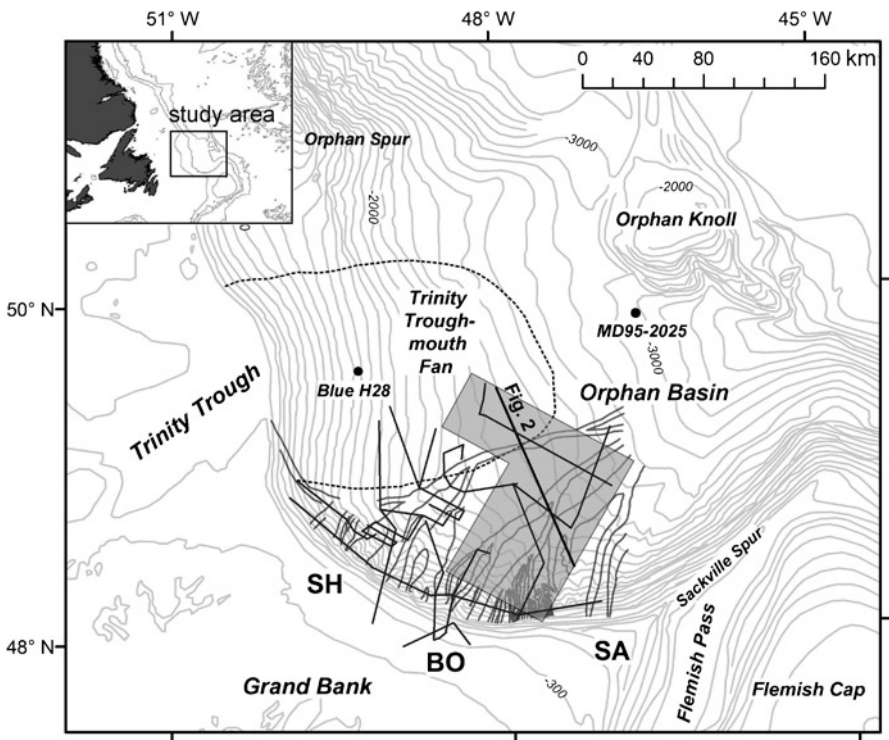 51° W
48° W
45° W
0 40 80 160 km
study area
Orphan Spur
-3000
-2000
-2000
Orphan Knoll
50° N
Trinity
Trough-
mouth
Fan
MD95-2025
-3000
Blue H28
Orphan Basin
Trinity Trough
Fig. 2
SH
Sackville Spur
48° N
BO
SA
Flemish Pass
Grand Bank
-300
Flemish Cap